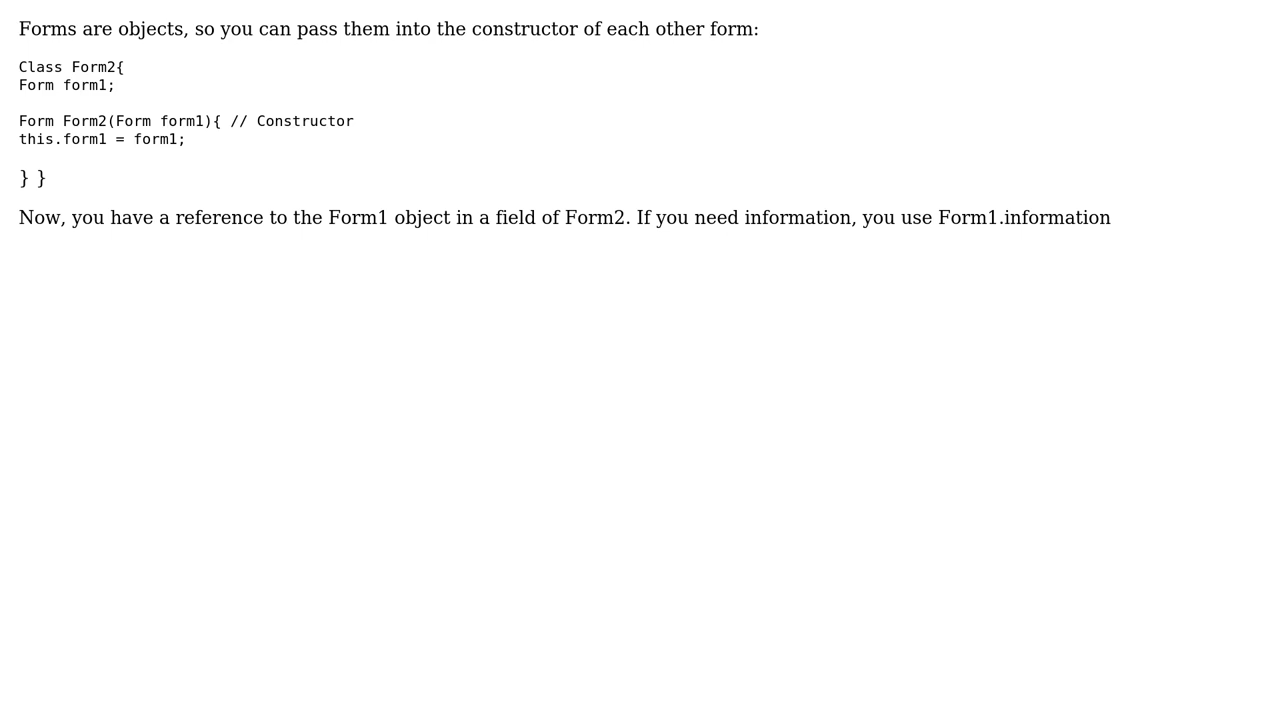 Forms are objects, so you can pass them into the constructor of each other form:
Class Form2{
Form form1;
Form Form2(Form form1){ // Constructor
this.form1 = form1;
} }
Now, you have a reference to the Form1 object in a field of Form2. If you need information, you use Form1.information